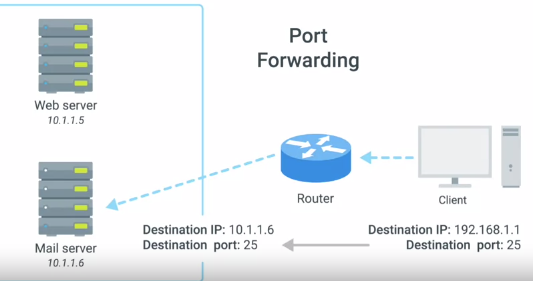 Port
Forwarding
Web server
10.1.1.5
Router
Client
Mail server
10.1.1.6
Destination IP: 10.1.1.6
Destination port: 25
Destination IP: 192.168.1.1
Destination port: 25